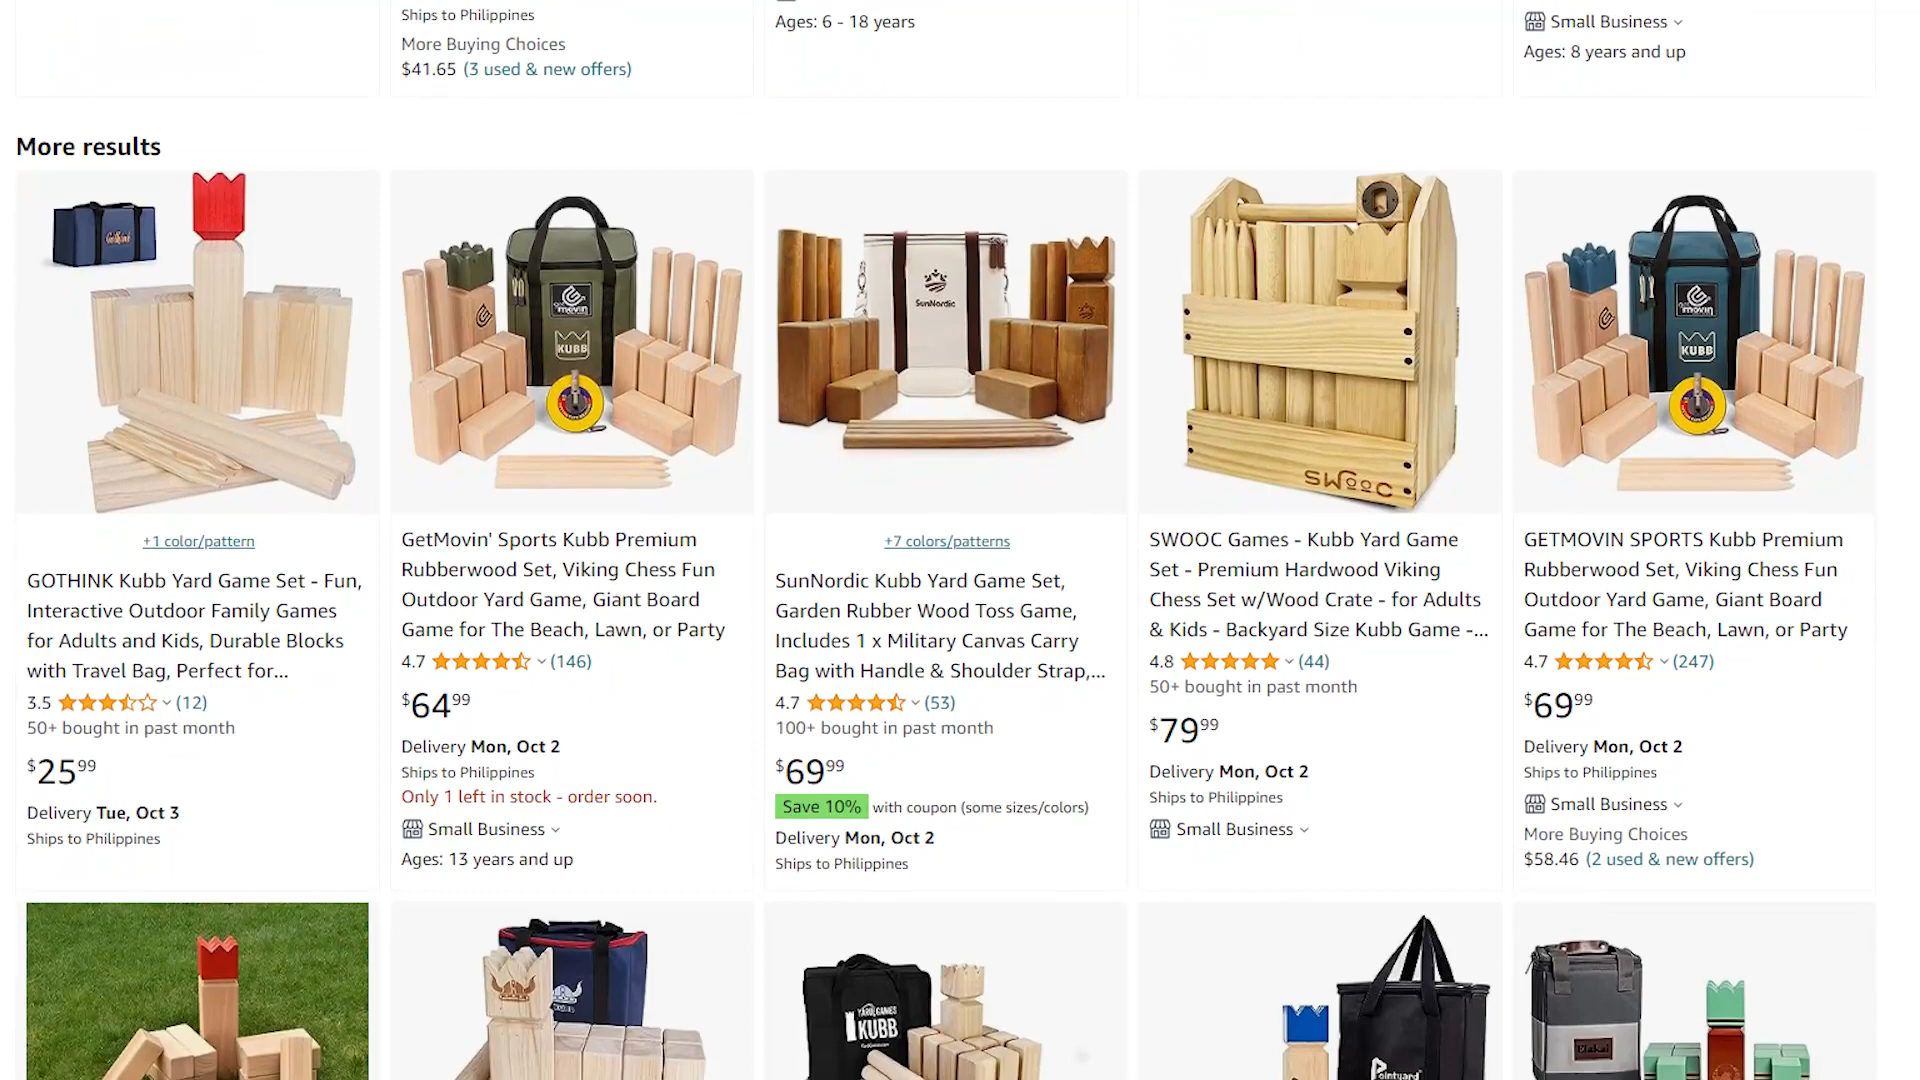 Ships to Philippines
More Buying Choices
$41.65 (3 used & new offers)
Ages: 6 - 18 years
Small Business
Ages: 8 years and up
More results
GoThink
+1 color/pattern
GOTHINK Kubb Yard Game Set - Fun,
Interactive Outdoor Family Games
for Adults and Kids, Durable Blocks
with Travel Bag, Perfect for...
3.5 (12)
50+ bought in past month
$25 99
Delivery Tue, Oct 3
Ships to Philippines
movin
KUBB
GetMovin' Sports Kubb Premium
Rubberwood Set, Viking Chess Fun
Outdoor Yard Game, Giant Board
Game for The Beach, Lawn, or Party
4.7 (146)
$64 99
Delivery Mon, Oct 2
Ships to Philippines
Only 1 left in stock - order soon.
Small Business
Ages: 13 years and up
SunNordic
+7 colors/patterns
SunNordic Kubb Yard Game Set,
Garden Rubber Wood Toss Game,
Includes 1 x Military Canvas Carry
Bag with Handle & Shoulder Strap,...
4.7 (53)
100+ bought in past month
$69 99
Save 10% with coupon (some sizes/colors)
Delivery Mon, Oct 2
Ships to Philippines
SWOOC
SWOOC Games - Kubb Yard Game
Set - Premium Hardwood Viking
Chess Set w/Wood Crate - for Adults
& Kids - Backyard Size Kubb Game -...
4.8 (44)
50+ bought in past month
$79 99
Delivery Mon, Oct 2
Ships to Philippines
Small Business
movin
KUBB
GETMOVIN SPORTS Kubb Premium
Rubberwood Set, Viking Chess Fun
Outdoor Yard Game, Giant Board
Game for The Beach, Lawn, or Party
4.7 (247)
$69 99
Delivery Mon, Oct 2
Ships to Philippines
Small Business
More Buying Choices
$58.46 (2 used & new offers)
YARD GAMES
KUBB
Pointyard
Elakai